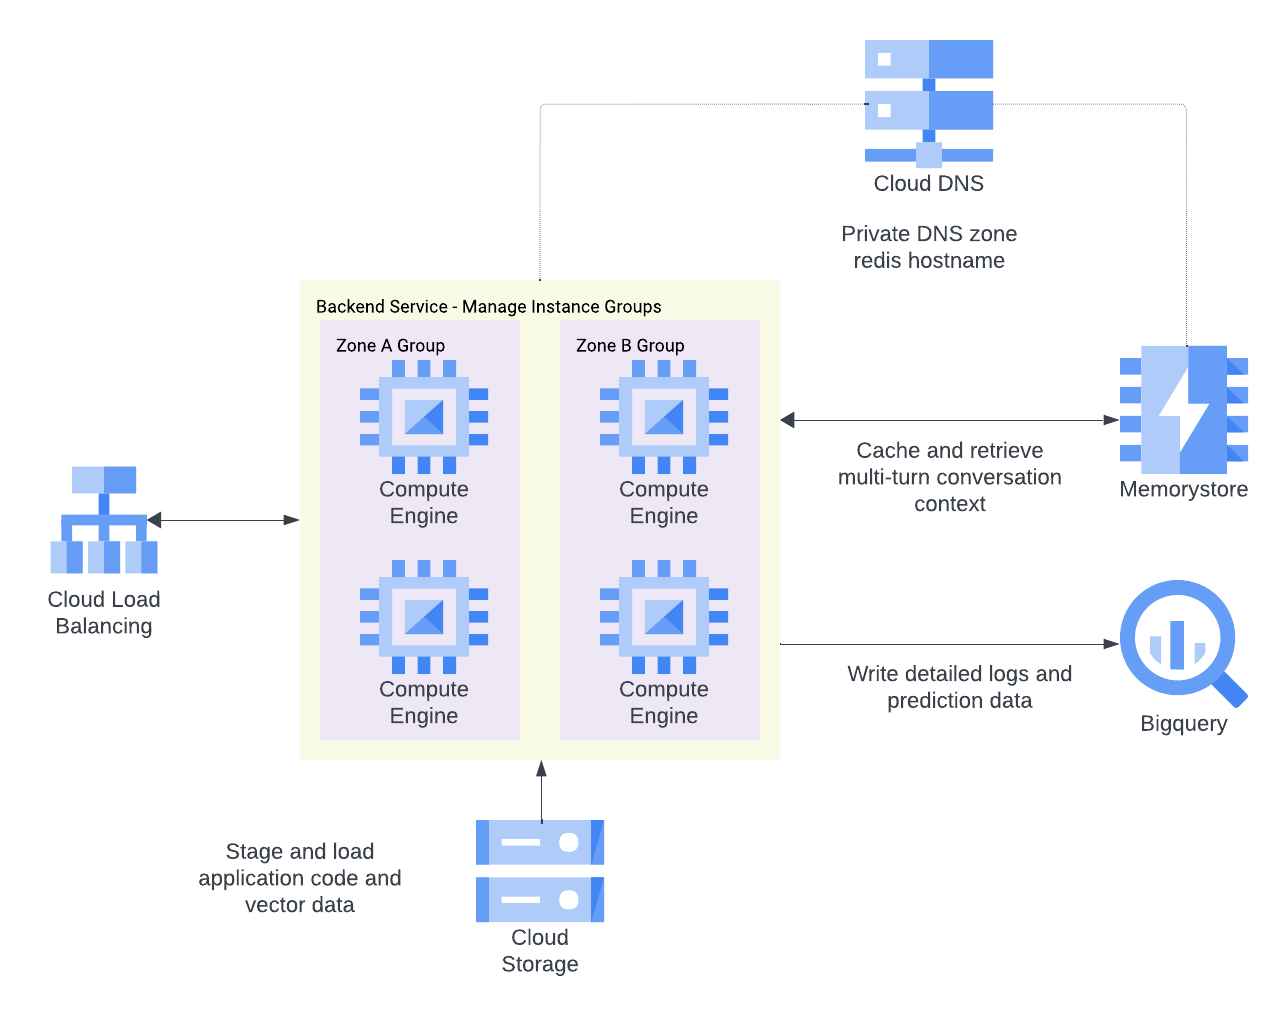 Cloud DNS
Private DNS zone
redis hostname
Backend Service - Manage Instance Groups
Zone A Group
Zone B Group
Compute
Engine
Compute
Engine
Cache and retrieve
multi-turn conversation
context
Memorystore
Cloud Load
Balancing
Compute
Engine
Compute
Engine
Write detailed logs and
prediction data
Bigquery
Stage and load
application code and
vector data
Cloud
Storage